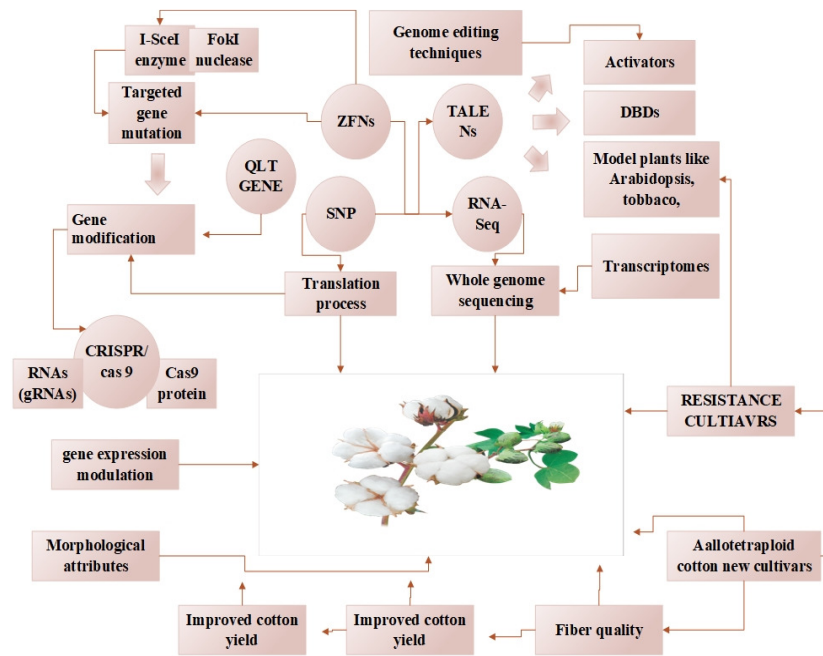 I-SceI
enzyme
FokI
nuclease
Genome editing
techniques
Activators
Targeted
gene
mutation
ZFNs
TALE
Ns
DBDs
Model plants like
Arabidopsis,
tobbaco,
QLT
GENE
SNP
RNA-
Seq
Gene
modification
Translation
process
Whole genome
sequencing
Transcriptomes
CRISPR/
cas 9
RNAs
(gRNAs)
Cas9
protein
RESISTANCE
CULTIAVRS
gene expression
modulation
Morphological
attributes
Aallotetraploid
cotton new cultivars
Improved cotton
yield
Improved cotton
yield
Fiber quality